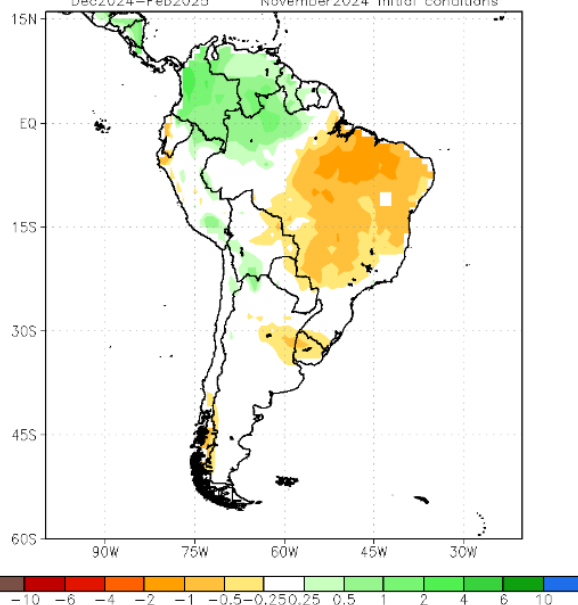 Dec2024-Feb2025 November2024 initial conditions
15N
EQ
15S
30S
45S
60S
90W 75W 60W 45W 30W
-10 -6 -4 -2 -1 -0.5-0.250.25 0.5 1 2 4 6 10